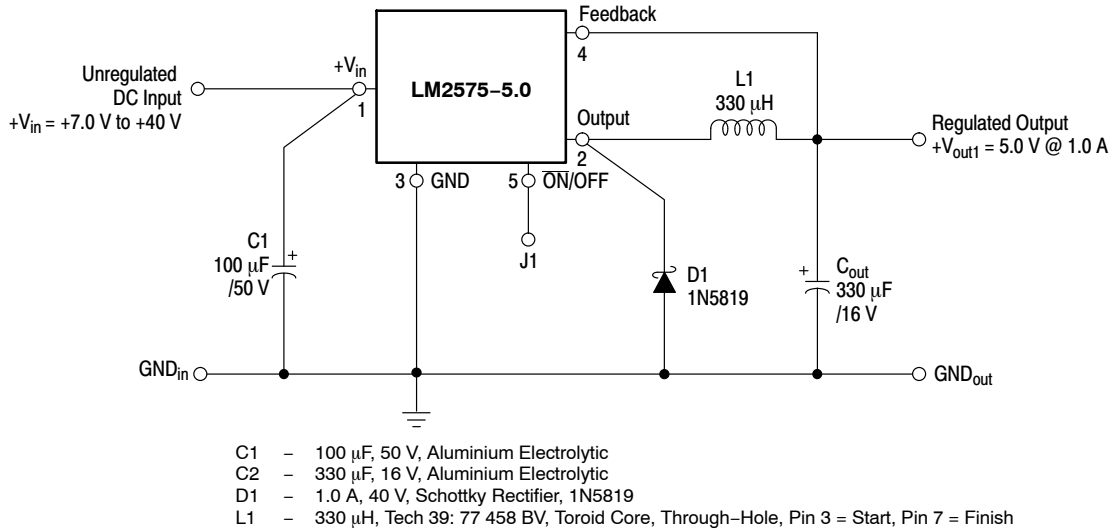 Feedback
4
Unregulated
DC Input
+Vin = +7.0 V to +40 V
+Vin
1
LM2575−5.0
L1
330 μH
Output
2
Regulated Output
+Vout1 = 5.0 V @ 1.0 A
3 GND
5 O̅N̅/OFF
J1
C1
100 μF
/50 V
+
D1
1N5819
+
Cout
330 μF
/16 V
GNDin
GNDout
C1 – 100 μF, 50 V, Aluminium Electrolytic
C2 – 330 μF, 16 V, Aluminium Electrolytic
D1 – 1.0 A, 40 V, Schottky Rectifier, 1N5819
L1 – 330 μH, Tech 39: 77 458 BV, Toroid Core, Through−Hole, Pin 3 = Start, Pin 7 = Finish